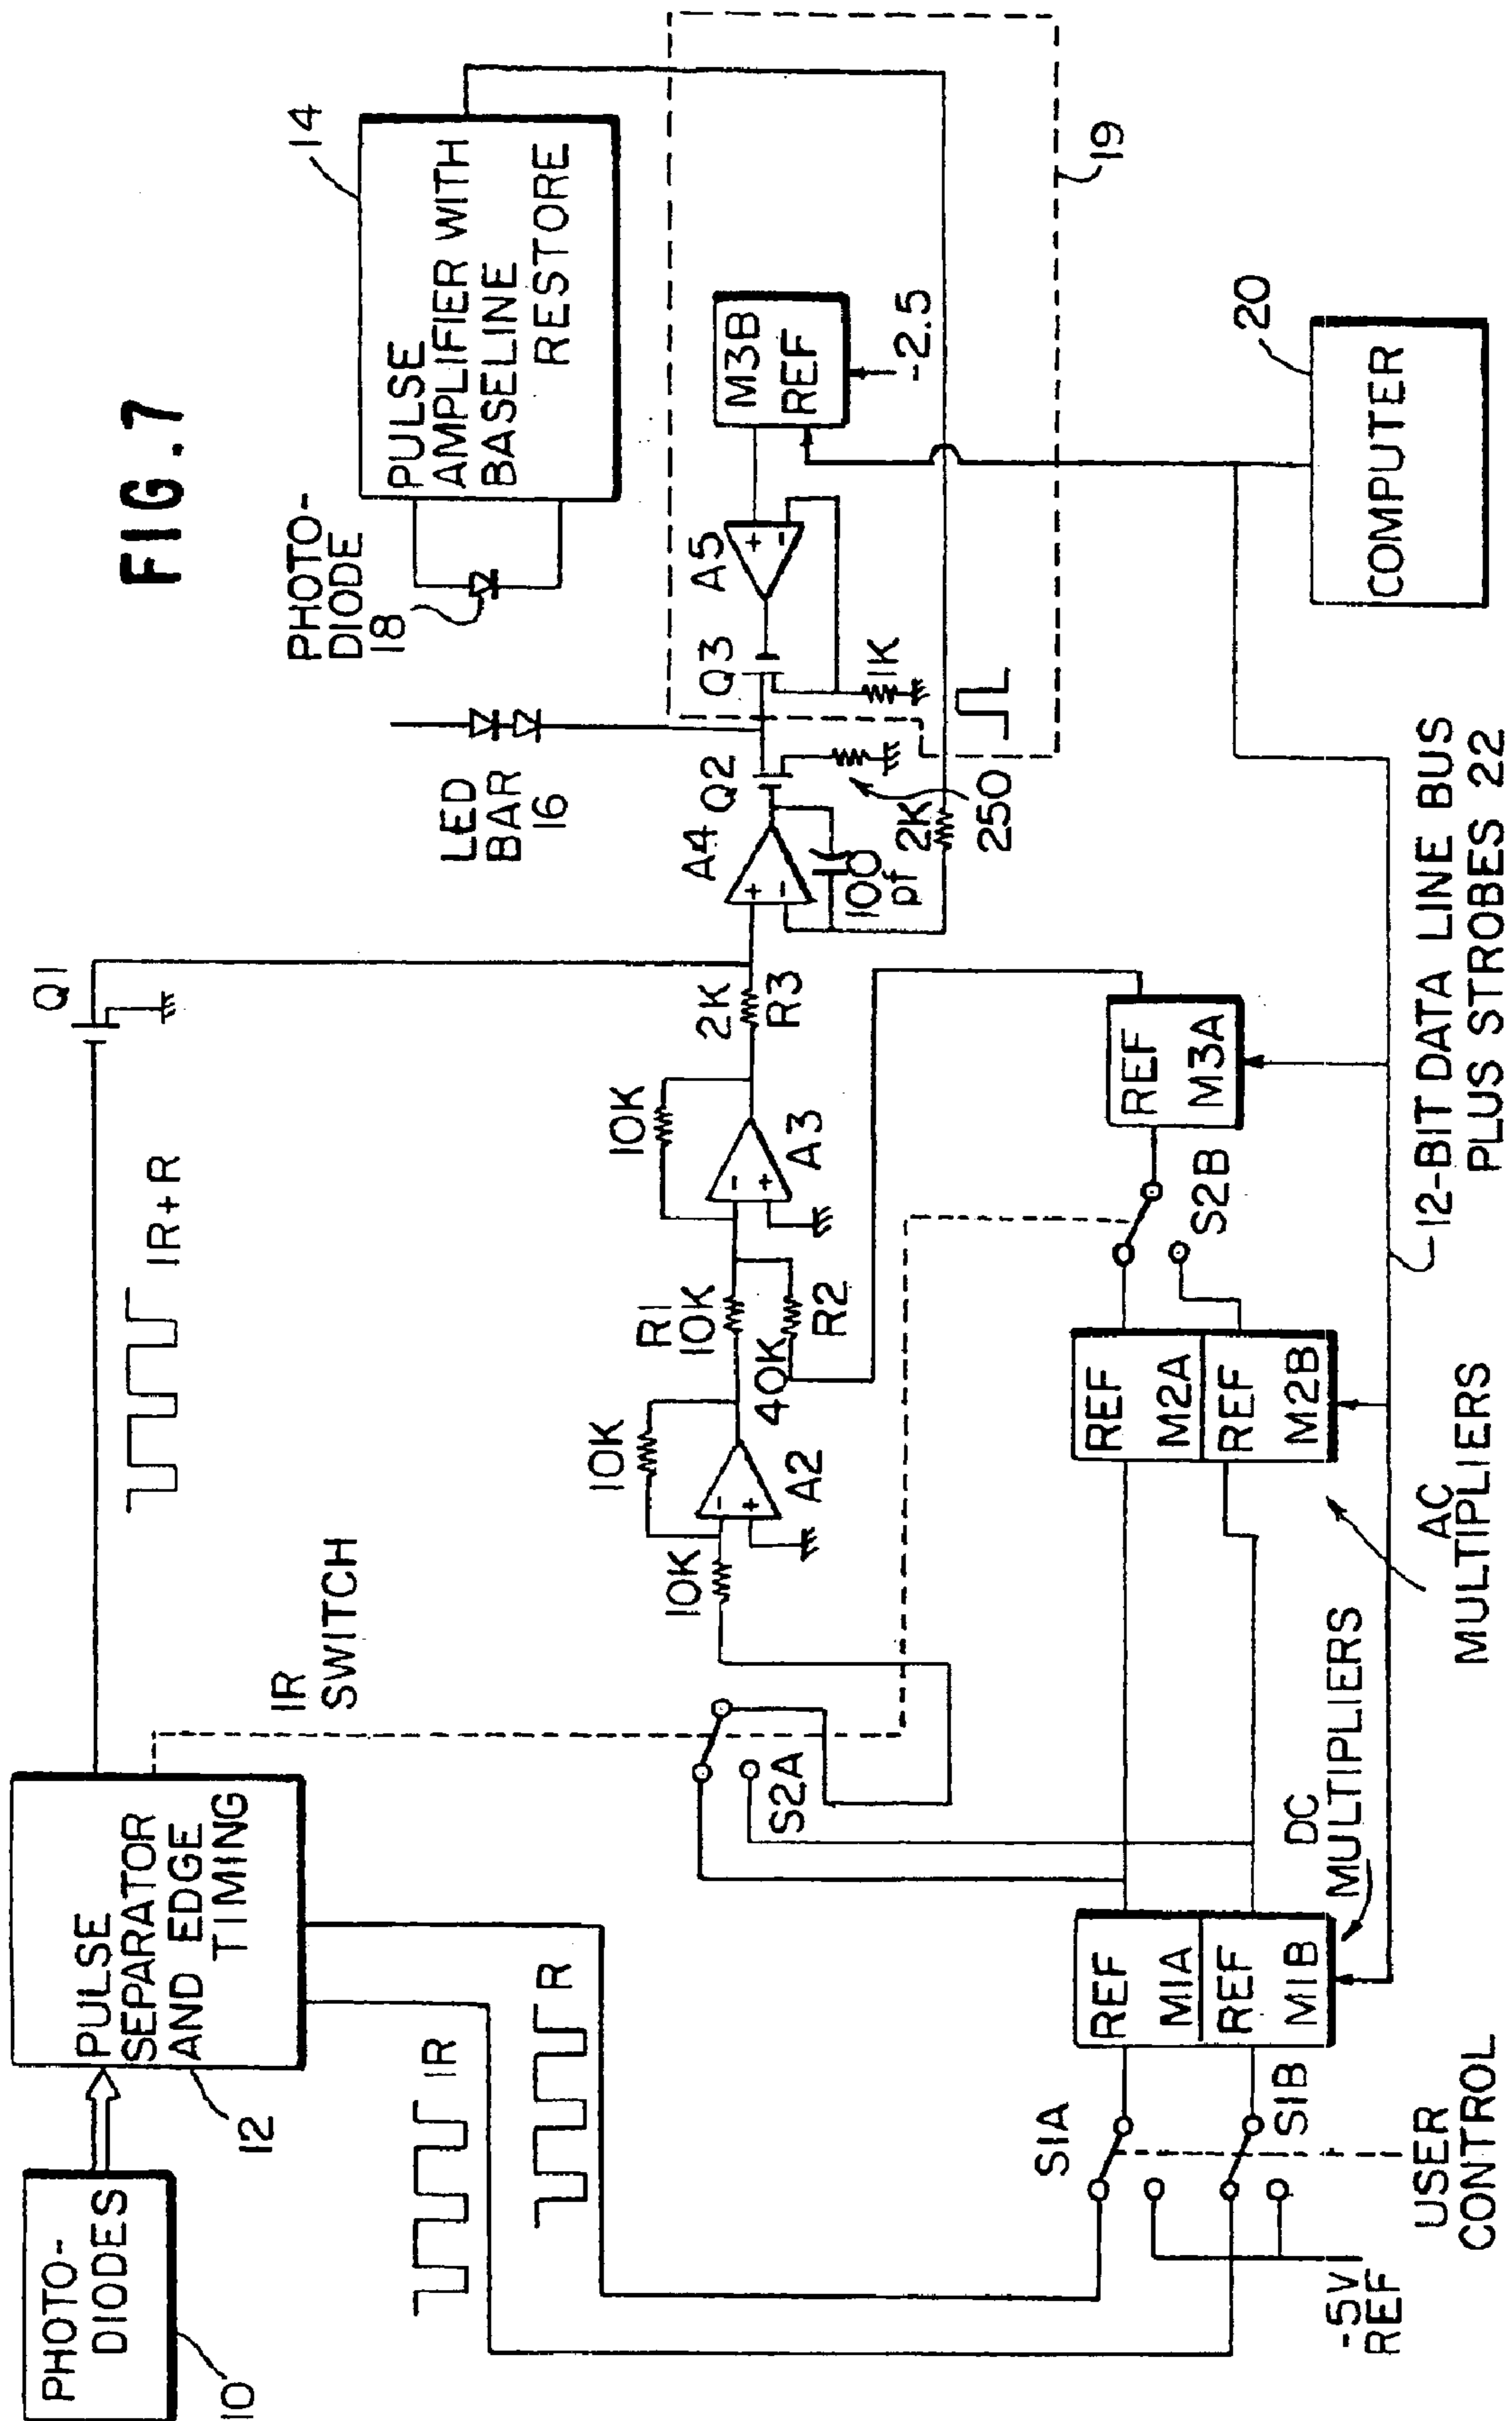 FIG. 7
PHOTO-
DIODES
10
PULSE
SEPARATOR
AND EDGE
TIMING
12
IR
R
IR SWITCH
IR+R
Q1
S1A
S1B
USER
CONTROL
-5V
REF
REF
M1A
REF
M1B
DC
MULTIPLIERS
S2A
REF
M2A
REF
M2B
AC
MULTIPLIERS
S2B
REF
M3A
10K
10K
A2
R1
10K
40K
R2
10K
A3
2K
R3
A4
100
pf
2K
250
Q2
LED
BAR
16
Q3
1K
A5
M3B
REF
-2.5
19
PHOTO-
DIODE
18
PULSE
AMPLIFIER WITH
BASELINE
RESTORE
14
COMPUTER
20
12-BIT DATA LINE BUS
PLUS STROBES 22